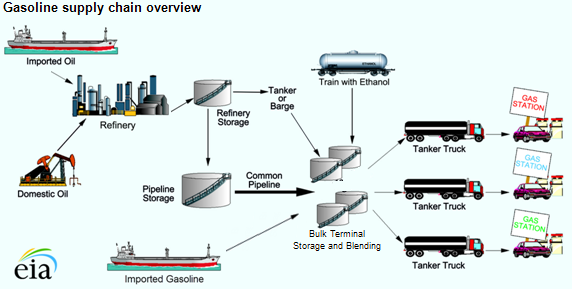 Gasoline supply chain overview
Imported Oil
Refinery
Domestic Oil
Refinery
Storage
Tanker
or
Barge
ETHANOL
Train with Ethanol
Pipeline
Storage
Common
Pipeline
Bulk Terminal
Storage and Blending
Imported Gasoline
Tanker Truck
GAS
STATION
Tanker Truck
GAS
STATION
Tanker Truck
GAS
STATION
eia